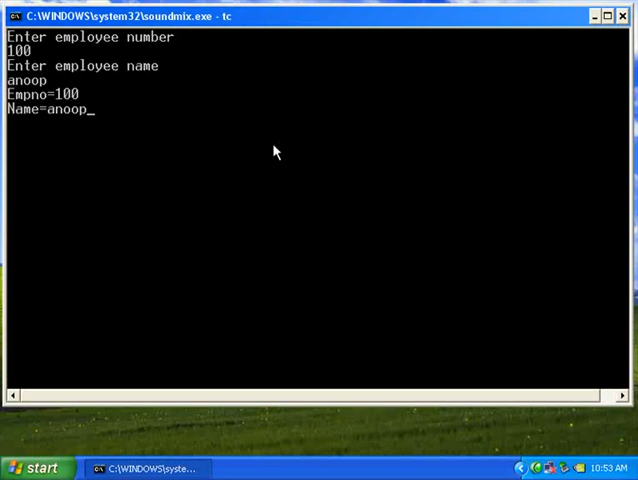 C:\WINDOWS\system32\soundmix.exe - tc
Enter employee number
100
Enter employee name
anoop
Empno=100
Name=anoop_
start
C:\WINDOWS\syste...
10:53 AM